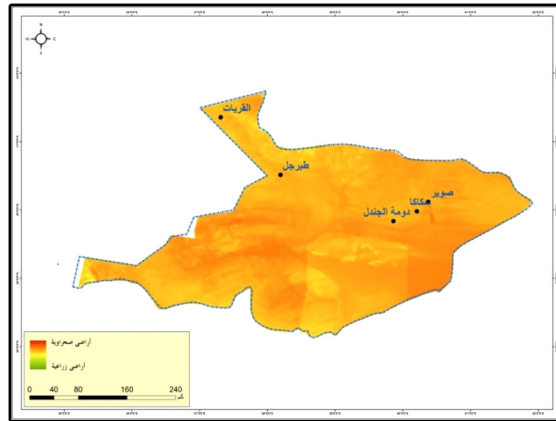 N
W E
S
القريات
طبرجل
صوير
سكاكا
دومة الجندل
أراضي صحراوية
أراضي زراعية
0 40 80 160 240
كم